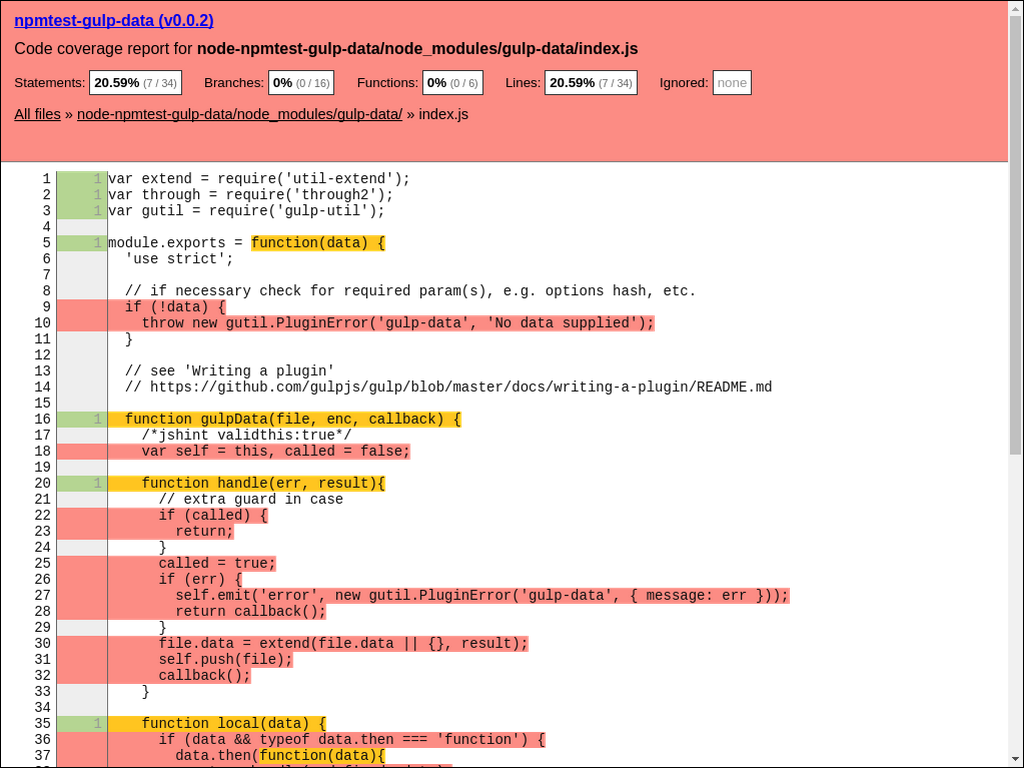 npmtest-gulp-data (v0.0.2)
Code coverage report for node-npmtest-gulp-data/node_modules/gulp-data/index.js
Statements: 20.59% (7 / 34) Branches: 0% (0 / 16) Functions: 0% (0 / 6) Lines: 20.59% (7 / 34) Ignored: none
All files » node-npmtest-gulp-data/node_modules/gulp-data/ » index.js
1 1 var extend = require('util-extend');
2 1 var through = require('through2');
3 1 var gutil = require('gulp-util');
4
5 1 module.exports = function(data) {
6 'use strict';
7
8 // if necessary check for required param(s), e.g. options hash, etc.
9 if (!data) {
10 throw new gutil.PluginError('gulp-data', 'No data supplied');
11 }
12
13 // see 'Writing a plugin'
14 // https://github.com/gulpjs/gulp/blob/master/docs/writing-a-plugin/README.md
15
16 1 function gulpData(file, enc, callback) {
17 /*jshint validthis:true*/
18 var self = this, called = false;
19
20 1 function handle(err, result){
21 // extra guard in case
22 if (called) {
23 return;
24 }
25 called = true;
26 if (err) {
27 self.emit('error', new gutil.PluginError('gulp-data', { message: err }));
28 return callback();
29 }
30 file.data = extend(file.data || {}, result);
31 self.push(file);
32 callback();
33 }
34
35 1 function local(data) {
36 if (data && typeof data.then === 'function') {
37 data.then(function(data){